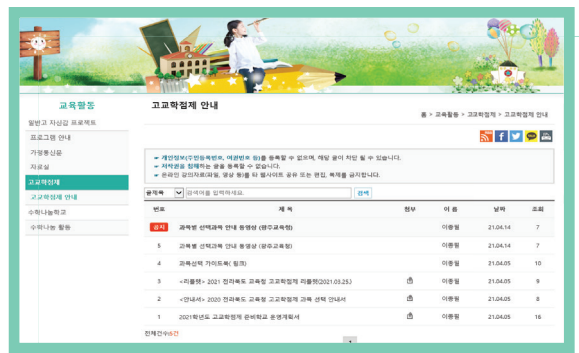 교육활동
일반고 자신감 프로젝트
프로그램 안내
가정통신문
자료실
고교학점제
고교학점제 안내
수학나눔학교
수학나눔 활동
고교학점제 안내
홈 > 교육활동 > 고교학점제 > 고교학점제 안내
개인정보(주민등록번호, 여권번호 등)를 등록할 수 없으며, 해당 글이 차단 될 수 있습니다.
저작권을 침해하는 글을 등록할 수 없습니다.
온라인 강의자료(파일, 영상 등)를 타 웹사이트 공유 또는 편집, 복제를 금지합니다.
글제목 검색어를 입력하세요. 검색
번호 제 목 첨부 이 름 날짜 조회
공지 과목별 선택과목 안내 동영상 (광주교육청) 이종필 21.04.14 7
5 과목별 선택과목 안내 동영상 (광주교육청) 이종필 21.04.14 7
4 과목선택 가이드북( 링크) 이종필 21.04.05 10
3 <리플렛> 2021 전라북도 교육청 고교학점제 리플렛(2021.03.25.) 이종필 21.04.05 9
2 <안내서> 2020 전라북도 교육청 고교학점제 과목 선택 안내서 이종필 21.04.05 8
1 2021학년도 고교학점제 준비학교 운영계획서 이종필 21.04.05 16
전체건수:5건